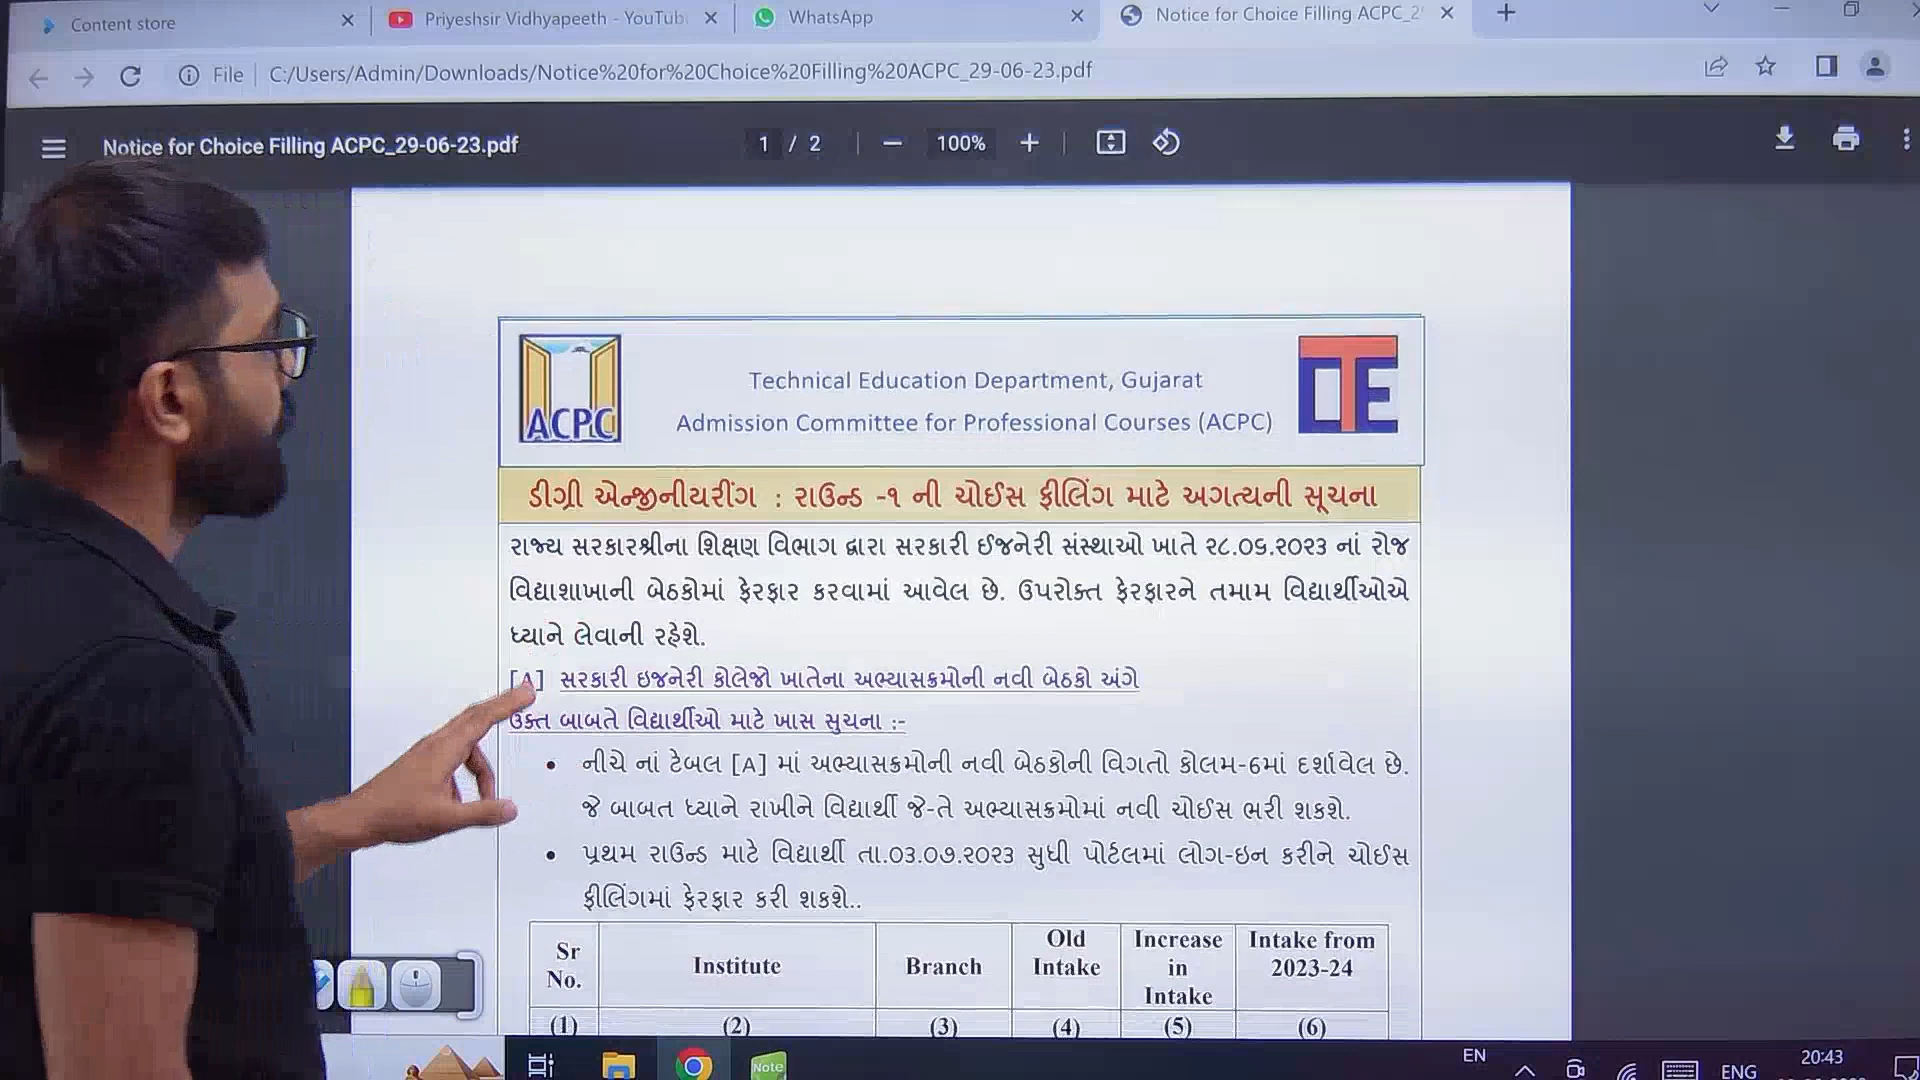 Content store
Priyeshsir Vidhyapeeth - YouTub
WhatsApp
Notice for Choice Filling ACPC_2
File
C:/Users/Admin/Downloads/Notice%20for%20Choice%20Filling%20ACPC_29-06-23.pdf
Notice for Choice Filling ACPC_29-06-23.pdf
1 / 2
100%
ACPC
Technical Education Department, Gujarat
Admission Committee for Professional Courses (ACPC)
DTE
ડીગ્રી એન્જીનીયરીંગ : રાઉન્ડ -૧ ની ચોઈસ ફીલિંગ માટે અગત્યની સૂચના
રાજ્ય સરકારશ્રીના શિક્ષણ વિભાગ દ્વારા સરકારી ઈજનેરી સંસ્થાઓ ખાતે ૨૮.૦૬.૨૦૨૩ નાં રોજ
વિદ્યાશાખાની બેઠકોમાં ફેરફાર કરવામાં આવેલ છે. ઉપરોક્ત ફેરફારને તમામ વિદ્યાર્થીઓએ
ધ્યાને લેવાની રહેશે.
[A] સરકારી ઇજનેરી કોલેજો ખાતેના અભ્યાસક્રમોની નવી બેઠકો અંગે
ઉક્ત બાબતે વિદ્યાર્થીઓ માટે ખાસ સુચના :-
• નીચે નાં ટેબલ [A] માં અભ્યાસક્રમોની નવી બેઠકોની વિગતો કોલમ-6માં દર્શાવેલ છે.
જે બાબત ધ્યાને રાખીને વિદ્યાર્થી જે-તે અભ્યાસક્રમોમાં નવી ચોઈસ ભરી શકશે.
• પ્રથમ રાઉન્ડ માટે વિદ્યાર્થી તા.૦૩.૦૭.૨૦૨૩ સુધી પોર્ટલમાં લોગ-ઇન કરીને ચોઈસ
ફીલિંગમાં ફેરફાર કરી શકશે..
Sr No. Institute Branch Old Intake Increase in Intake Intake from 2023-24
(1) (2) (3) (4) (5) (6)
Note
EN
ENG
20:43